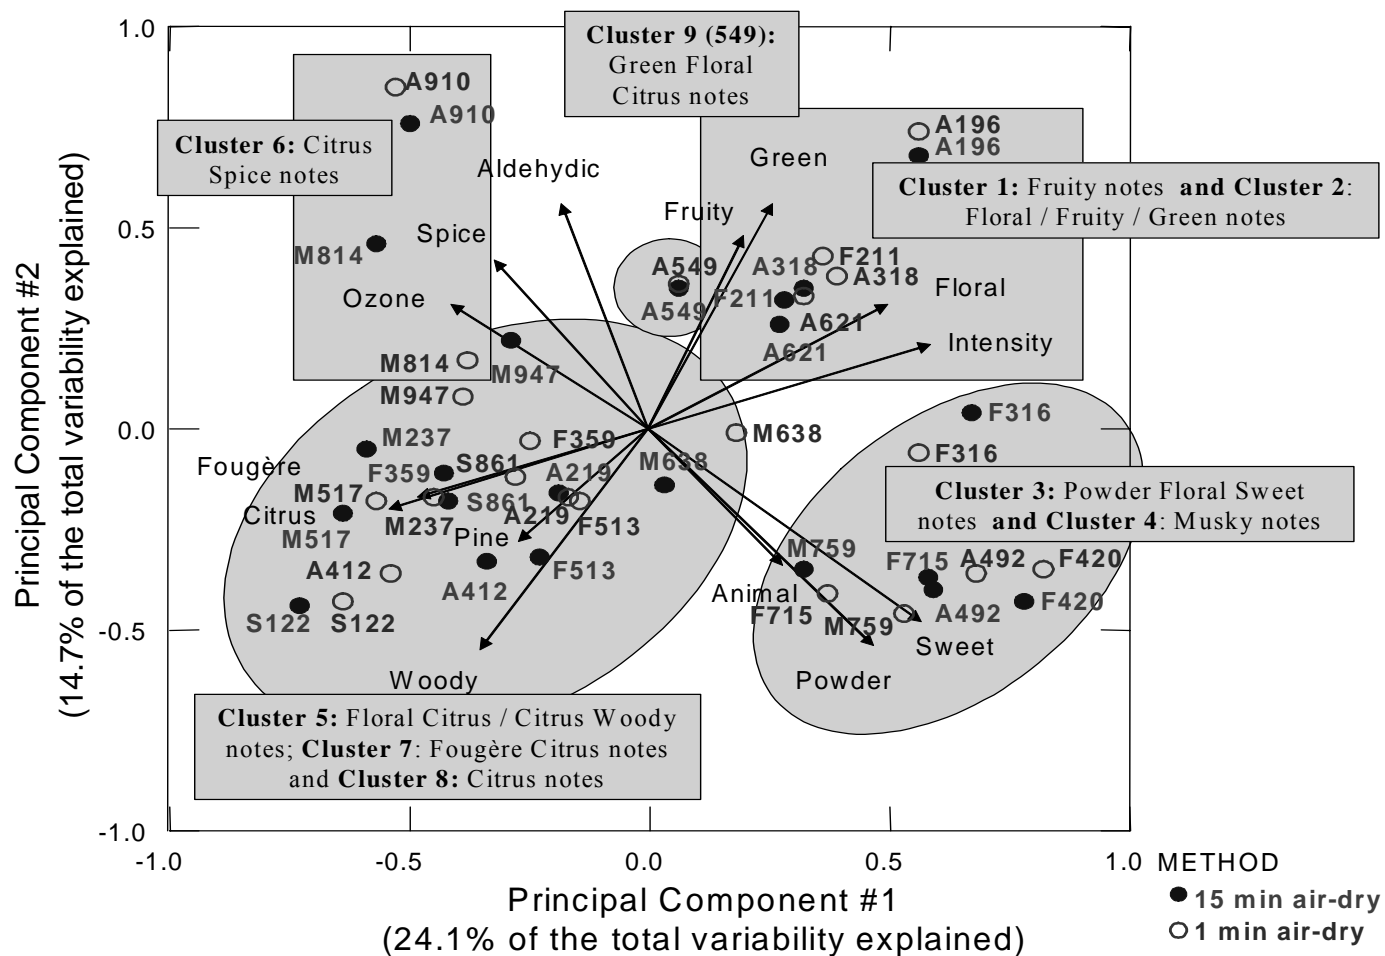 1.0
Cluster 9 (549):
Green Floral
Citrus notes
A910
A910
A196
A196
Cluster 6: Citrus
Spice notes
Aldehydic
Green
Cluster 1: Fruity notes and Cluster 2:
Floral / Fruity / Green notes
Fruity
0.5
Spice
M814
A549
A318
F211
A318
Ozone
A549
F211
Floral
A621
A621
Intensity
M814
M947
M947
Principal Component #2
(14.7% of the total variability explained)
0.0
M237
F359
M638
F316
Fougère
F359
S861
A219
M638
F316
M517
S861
Citrus
M237
A219
F513
M517
Pine
Cluster 3: Powder Floral Sweet
notes and Cluster 4: Musky notes
A412
A412
F513
M759
F715
A492
F420
Animal
F715
M759
A492
F420
S122
S122
-0.5
Sweet
Woody
Powder
Cluster 5: Floral Citrus / Citrus Woody
notes; Cluster 7: Fougère Citrus notes
and Cluster 8: Citrus notes
-1.0
-1.0
-0.5
0.0
0.5
1.0
METHOD
Principal Component #1
(24.1% of the total variability explained)
15 min air-dry
1 min air-dry